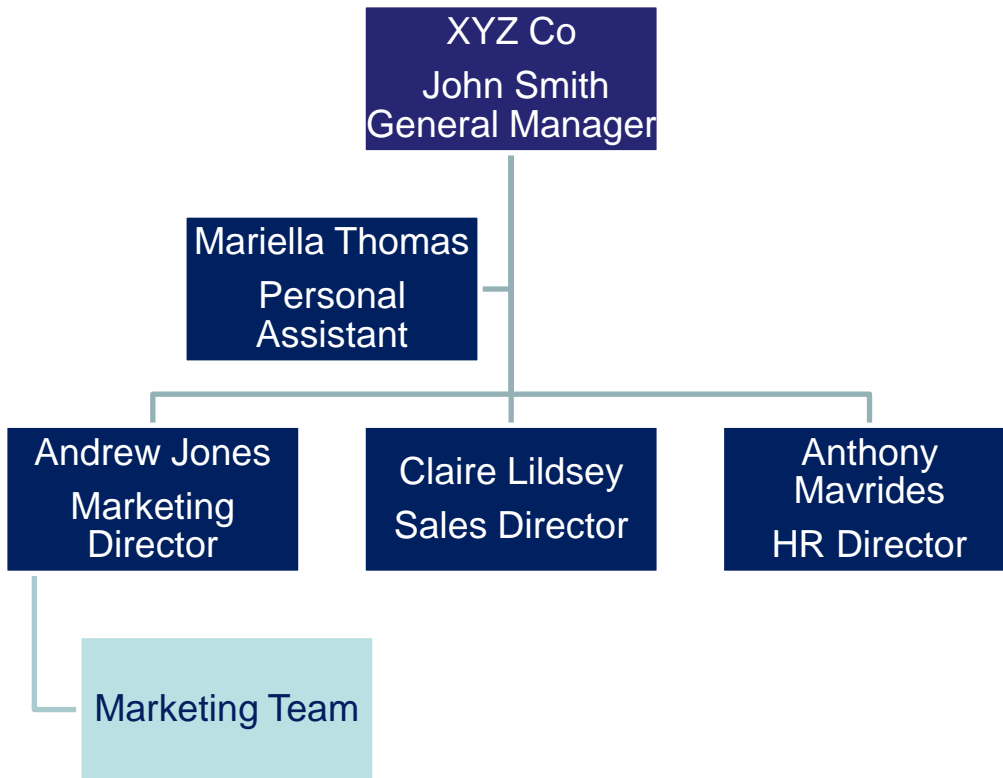 XYZ Co
John Smith
General Manager
Mariella Thomas
Personal
Assistant
Andrew Jones
Marketing
Director
Claire Lildsey
Sales Director
Anthony
Mavrides
HR Director
Marketing Team